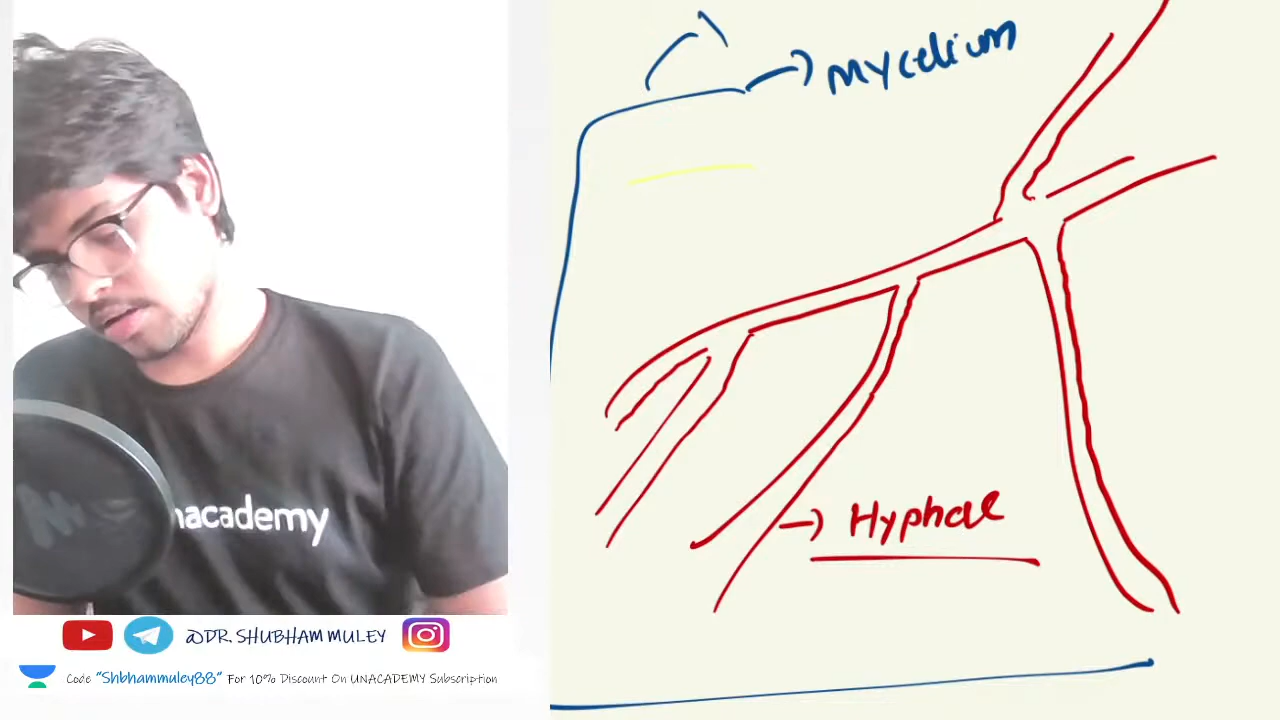 mycelium
Hyphae
nacademy
@DR. SHUBHAM MULEY
Code "Shbhammuley88" For 10% Discount On UNACADEMY Subscription